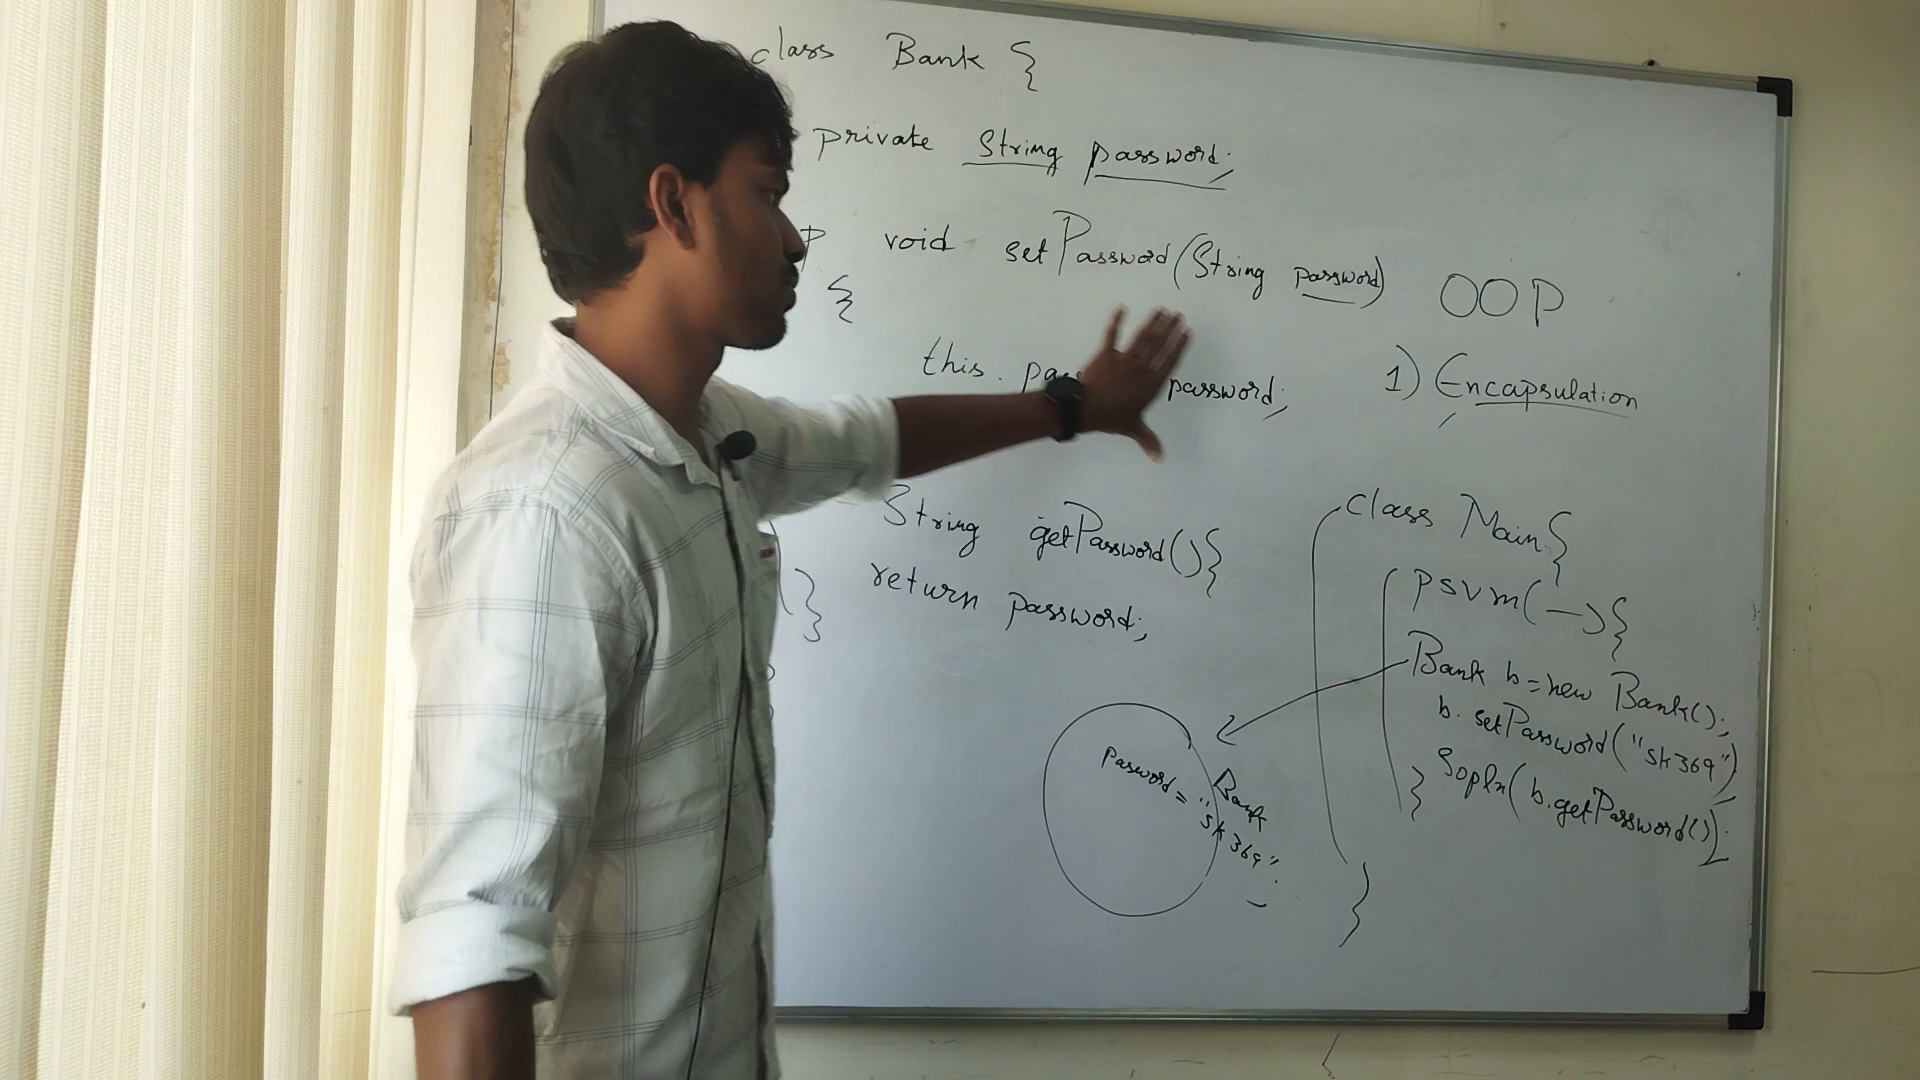 class Bank {
private String password;
P void setPassword(String password)
{
this. pas password;
String getPassword(){
return password;
}
OOP
1) Encapsulation
class Main{
psvm(—){
Bank b=new Bank();
b. setPassword("sk369");
Sopln(b.getPassword());
}
}
Password = "sk369"
Bank